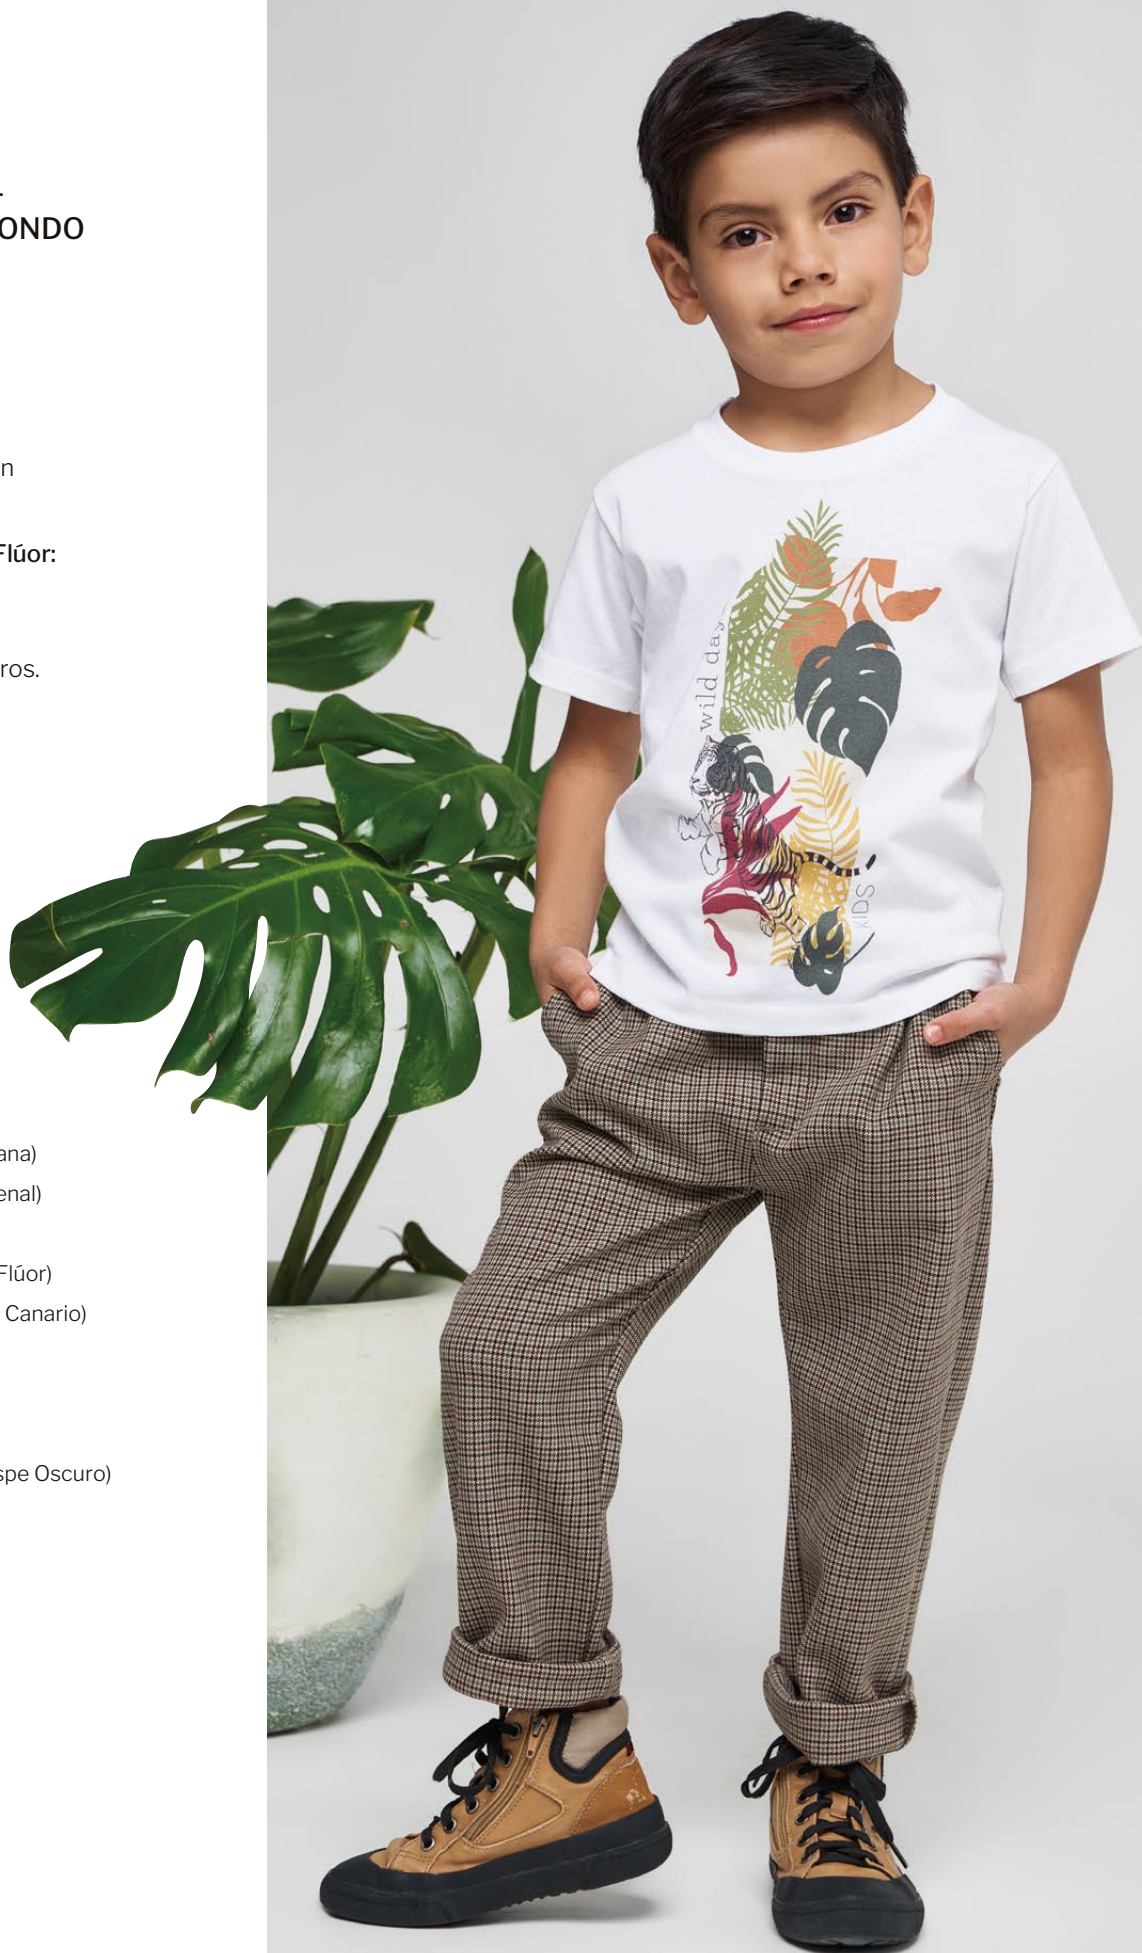 ONDO
n
Flúor:
ros.
ana)
enal)
Flúor)
Canario)
spe Oscuro)
wild day
KIDS